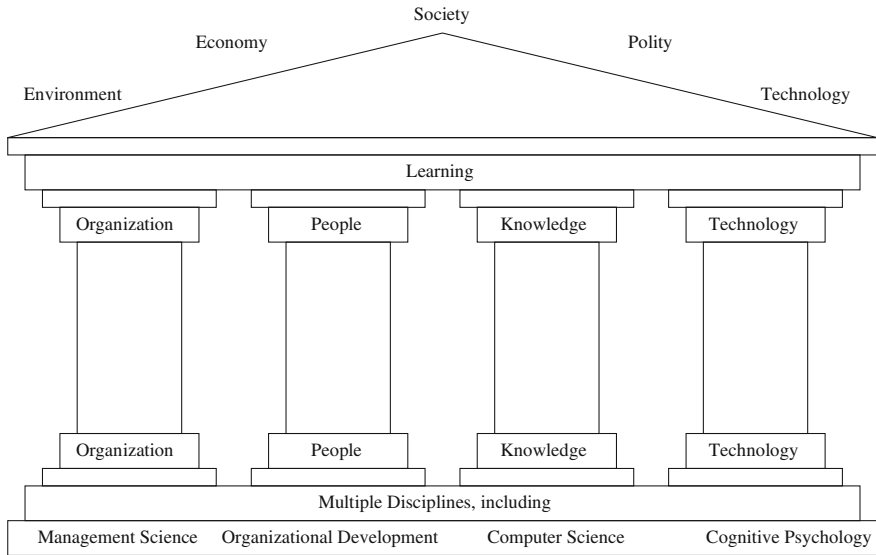 Society
Economy Polity
Environment Technology
Learning
Organization People Knowledge Technology
Organization People Knowledge Technology
Multiple Disciplines, including
Management Science Organizational Development Computer Science Cognitive Psychology